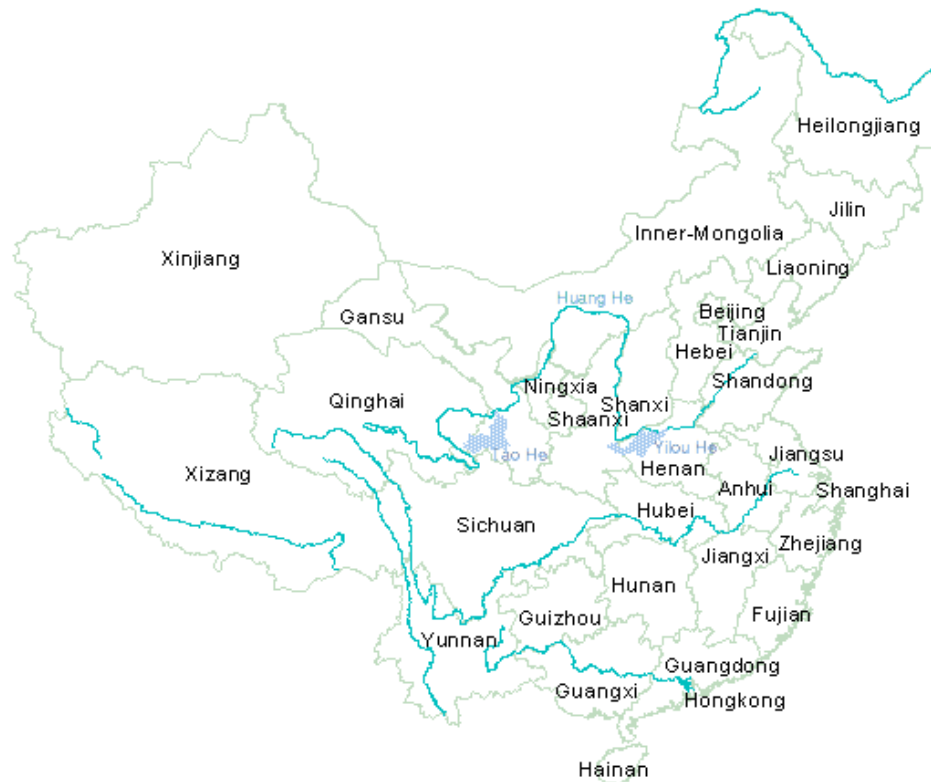 Heilongjiang
Jilin
Inner-Mongolia
Xinjiang
Liaoning
Huang He
Beijing
Gansu
Tianjin
Hebei
Ningxia
Shandong
Qinghai
Shanxi
Shaanxi
Yilou He
Tao He
Jiangsu
Henan
Xizang
Anhui
Shanghai
Hubei
Sichuan
Zhejiang
Jiangxi
Hunan
Fujian
Guizhou
Yunnan
Guangdong
Guangxi
Hongkong
Hainan